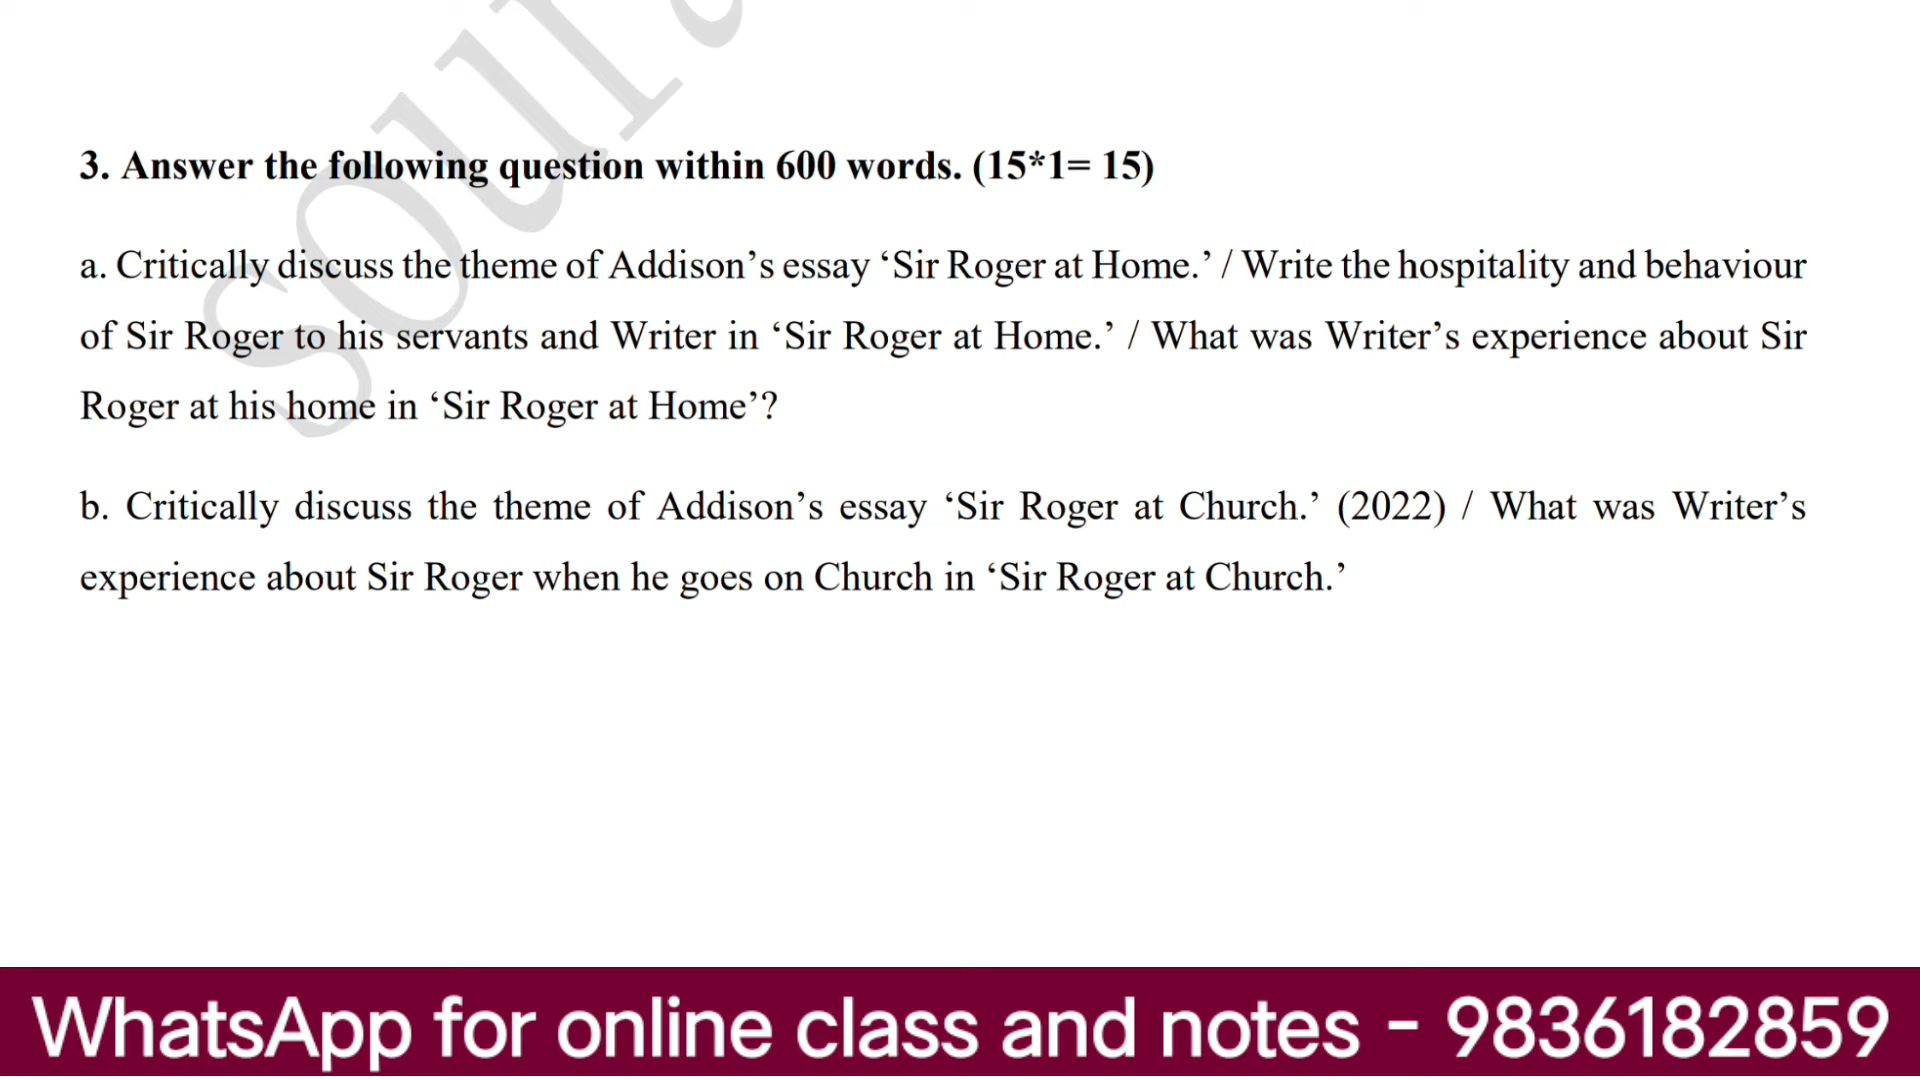 3. Answer the following question within 600 words. (15*1= 15)
a. Critically discuss the theme of Addison’s essay ‘Sir Roger at Home.’ / Write the hospitality and behaviour
of Sir Roger to his servants and Writer in ‘Sir Roger at Home.’ / What was Writer’s experience about Sir
Roger at his home in ‘Sir Roger at Home’?
b. Critically discuss the theme of Addison’s essay ‘Sir Roger at Church.’ (2022) / What was Writer’s
experience about Sir Roger when he goes on Church in ‘Sir Roger at Church.’
WhatsApp for online class and notes - 9836182859